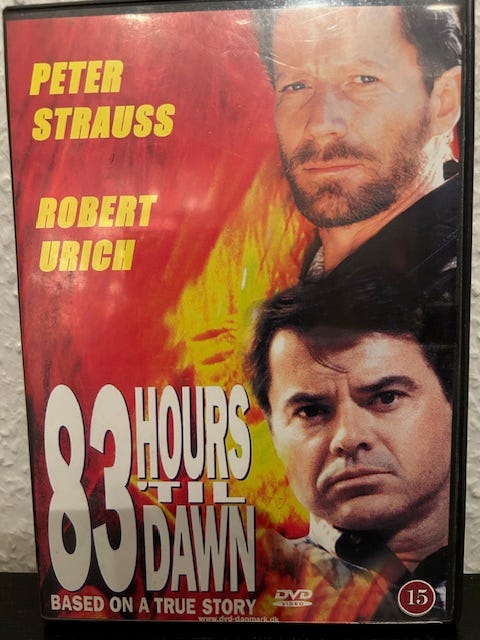 PETER
STRAUSS
ROBERT
URICH
83 HOURS
'TIL
DAWN
BASED ON A TRUE STORY
DVD
VIDEO
15
www.dvd-danmark.dk